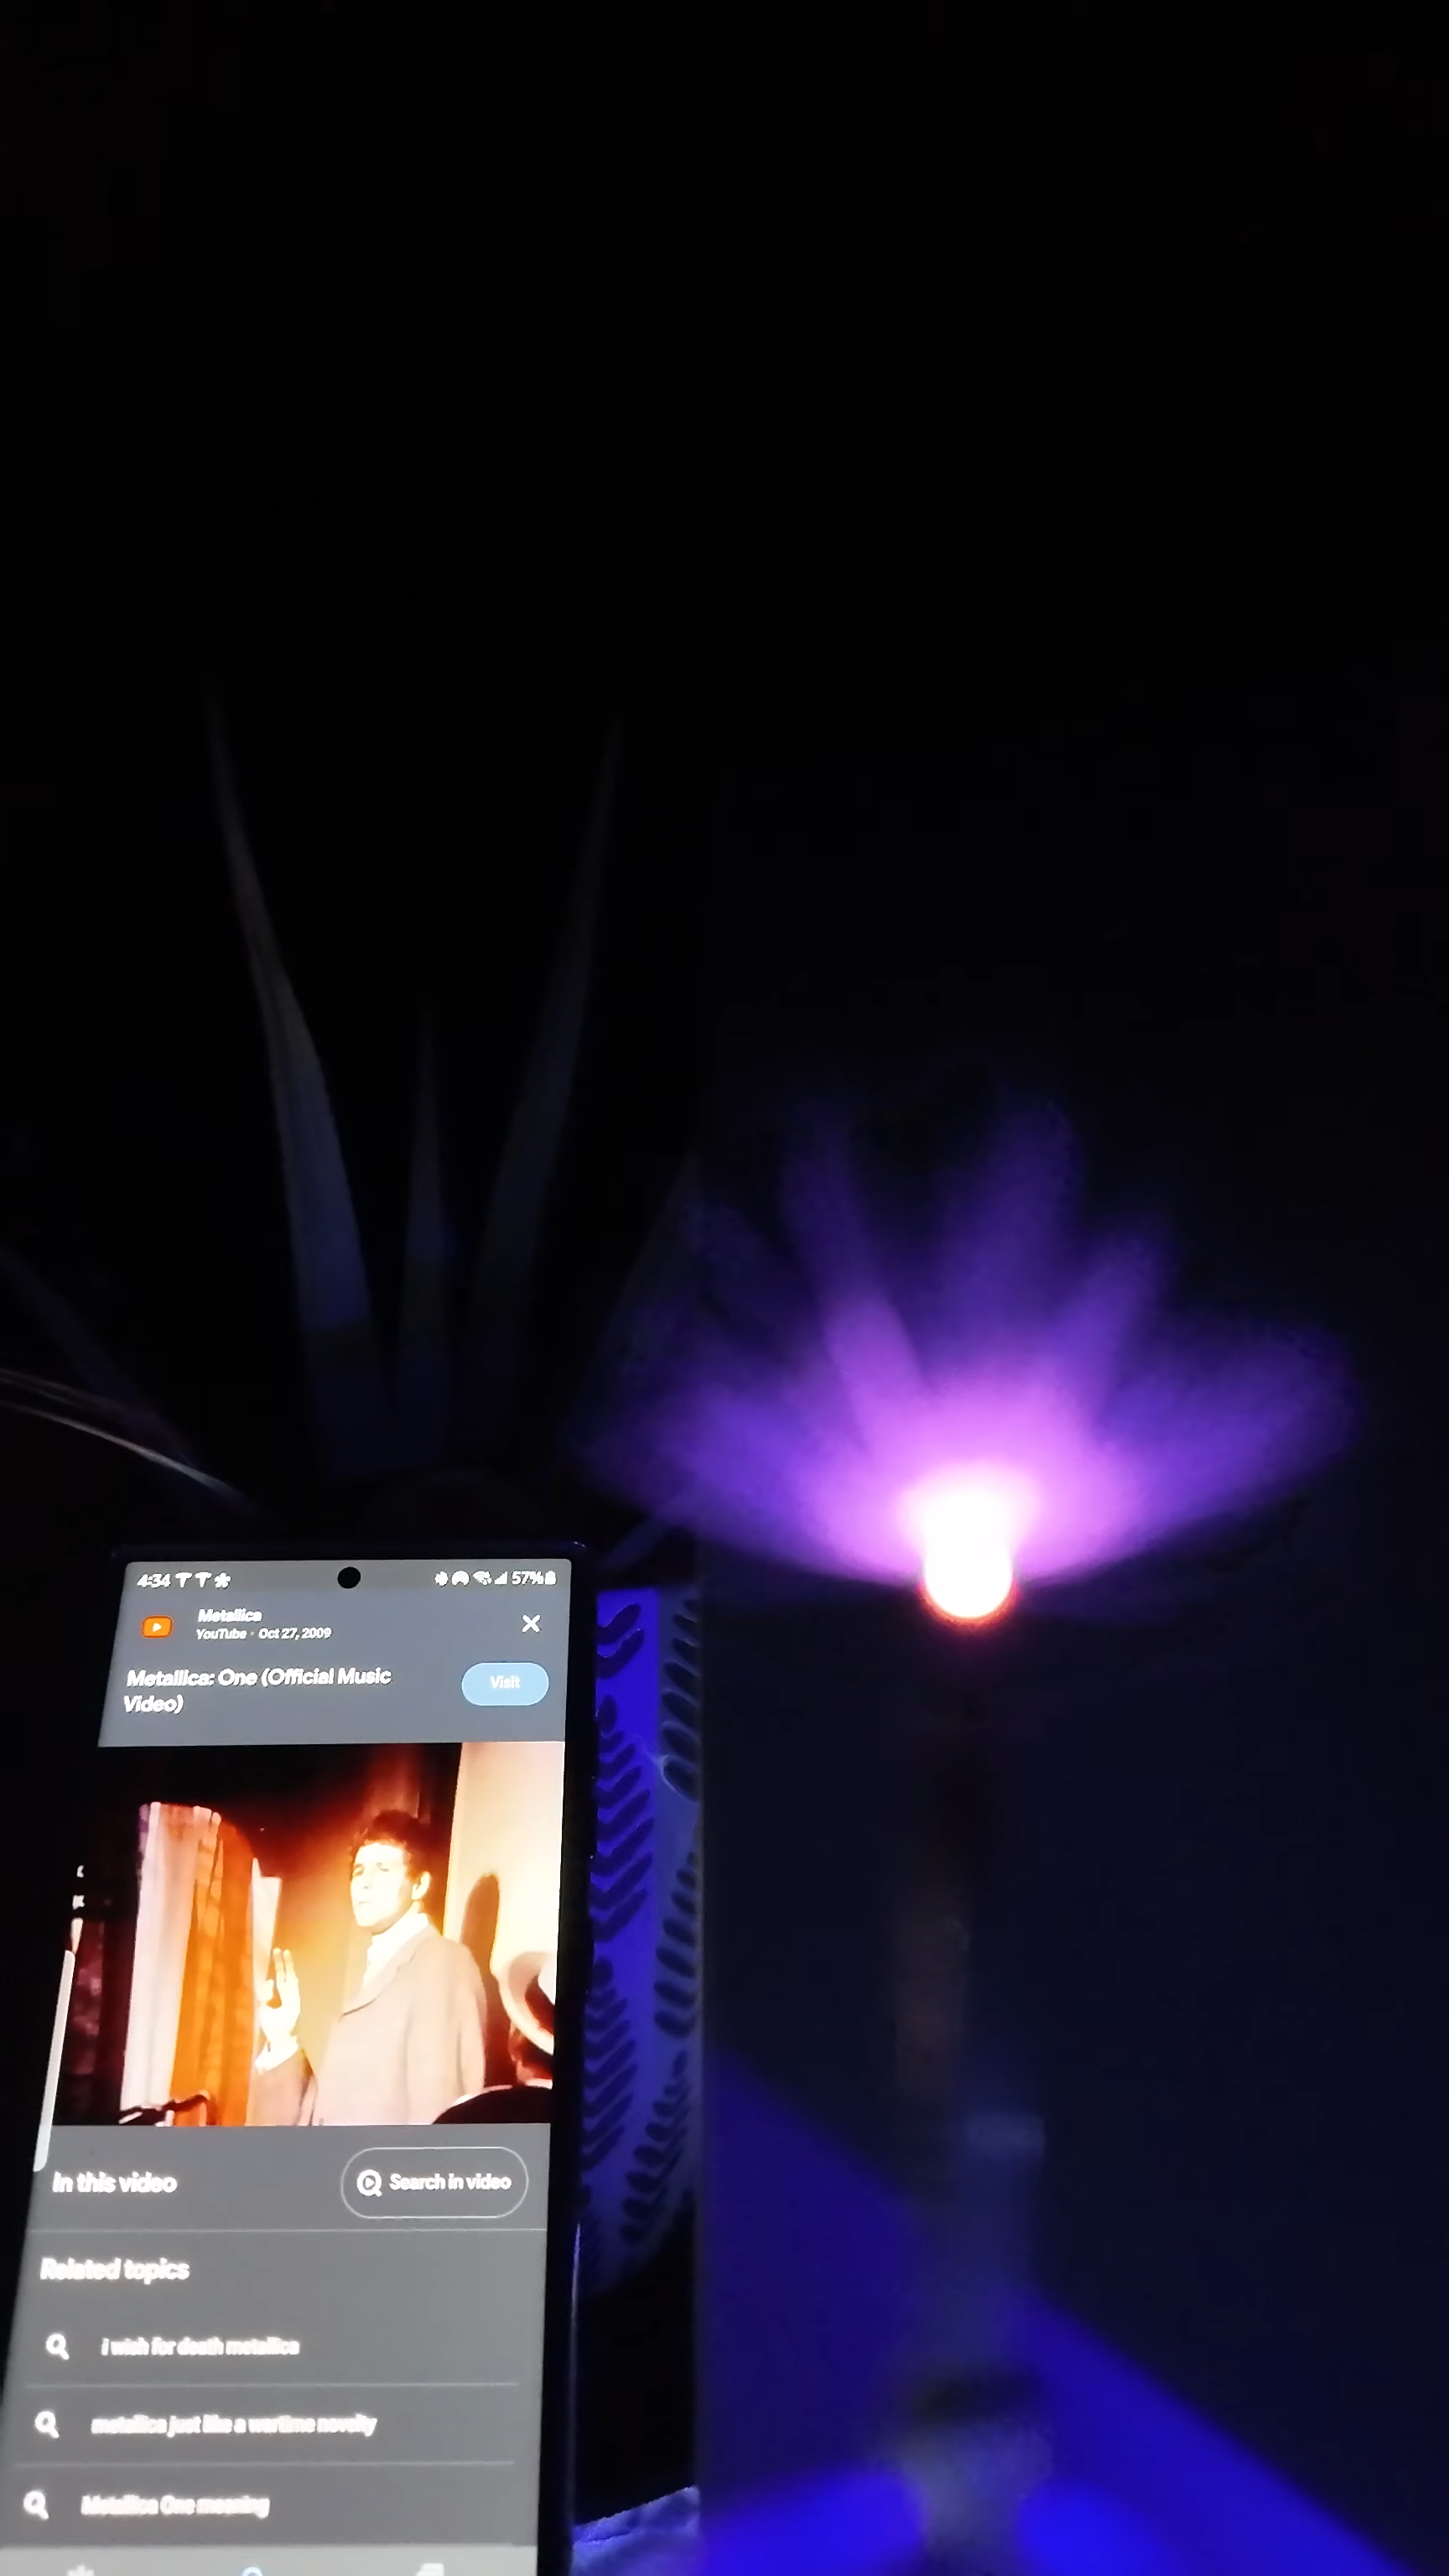 4:34 57%
Metallica
YouTube · Oct 27, 2009
Metallica: One (Official Music
Video)
Visit
In this video
Search in video
Related topics
i wish for death metallica
metallica just like a wartime novelty
Metallica One meaning